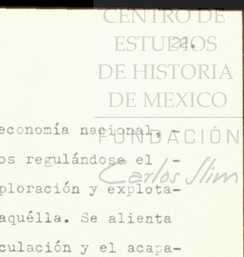 CENTRO DE
ESTUDIOS
DE HISTORIA
DE MEXICO
FUNDACIÓN
Carlos Slim
22.
economía nacional, -
os regulándose el -
ploración y explota-
aquélla. Se alienta
culación y el acapa-